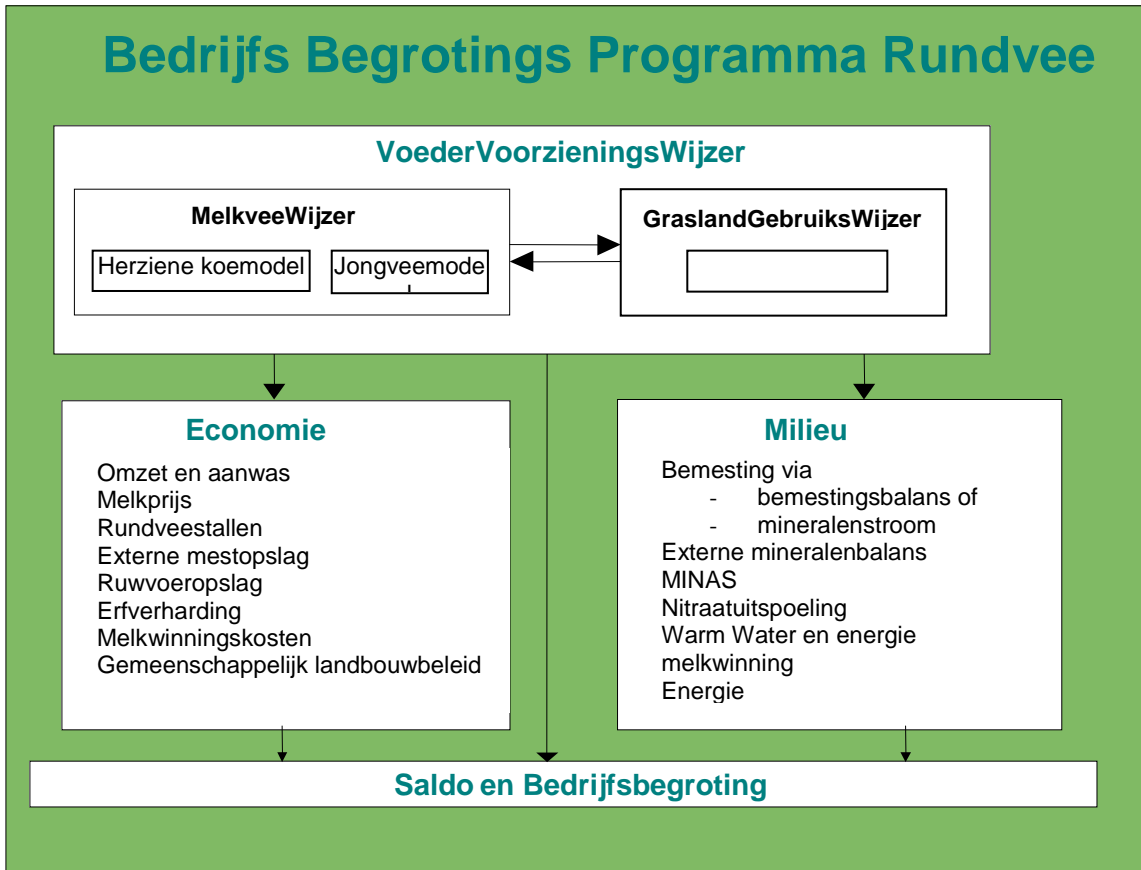 Bedrijfs Begrotings Programma Rundvee
VoederVoorzieningsWijzer
MelkveeWijzer
Herziene koemodel
Jongveemode
GraslandGebruiksWijzer
Economie
Omzet en aanwas
Melkprijs
Rundveestallen
Externe mestopslag
Ruwvoeropslag
Erfverharding
Melkwinningskosten
Gemeenschappelijk landbouwbeleid
Milieu
Bemesting via
- bemestingsbalans of
- mineralenstroom
Externe mineralenbalans
MINAS
Nitraatuitspoeling
Warm Water en energie
melkwinning
Energie
Saldo en Bedrijfsbegroting